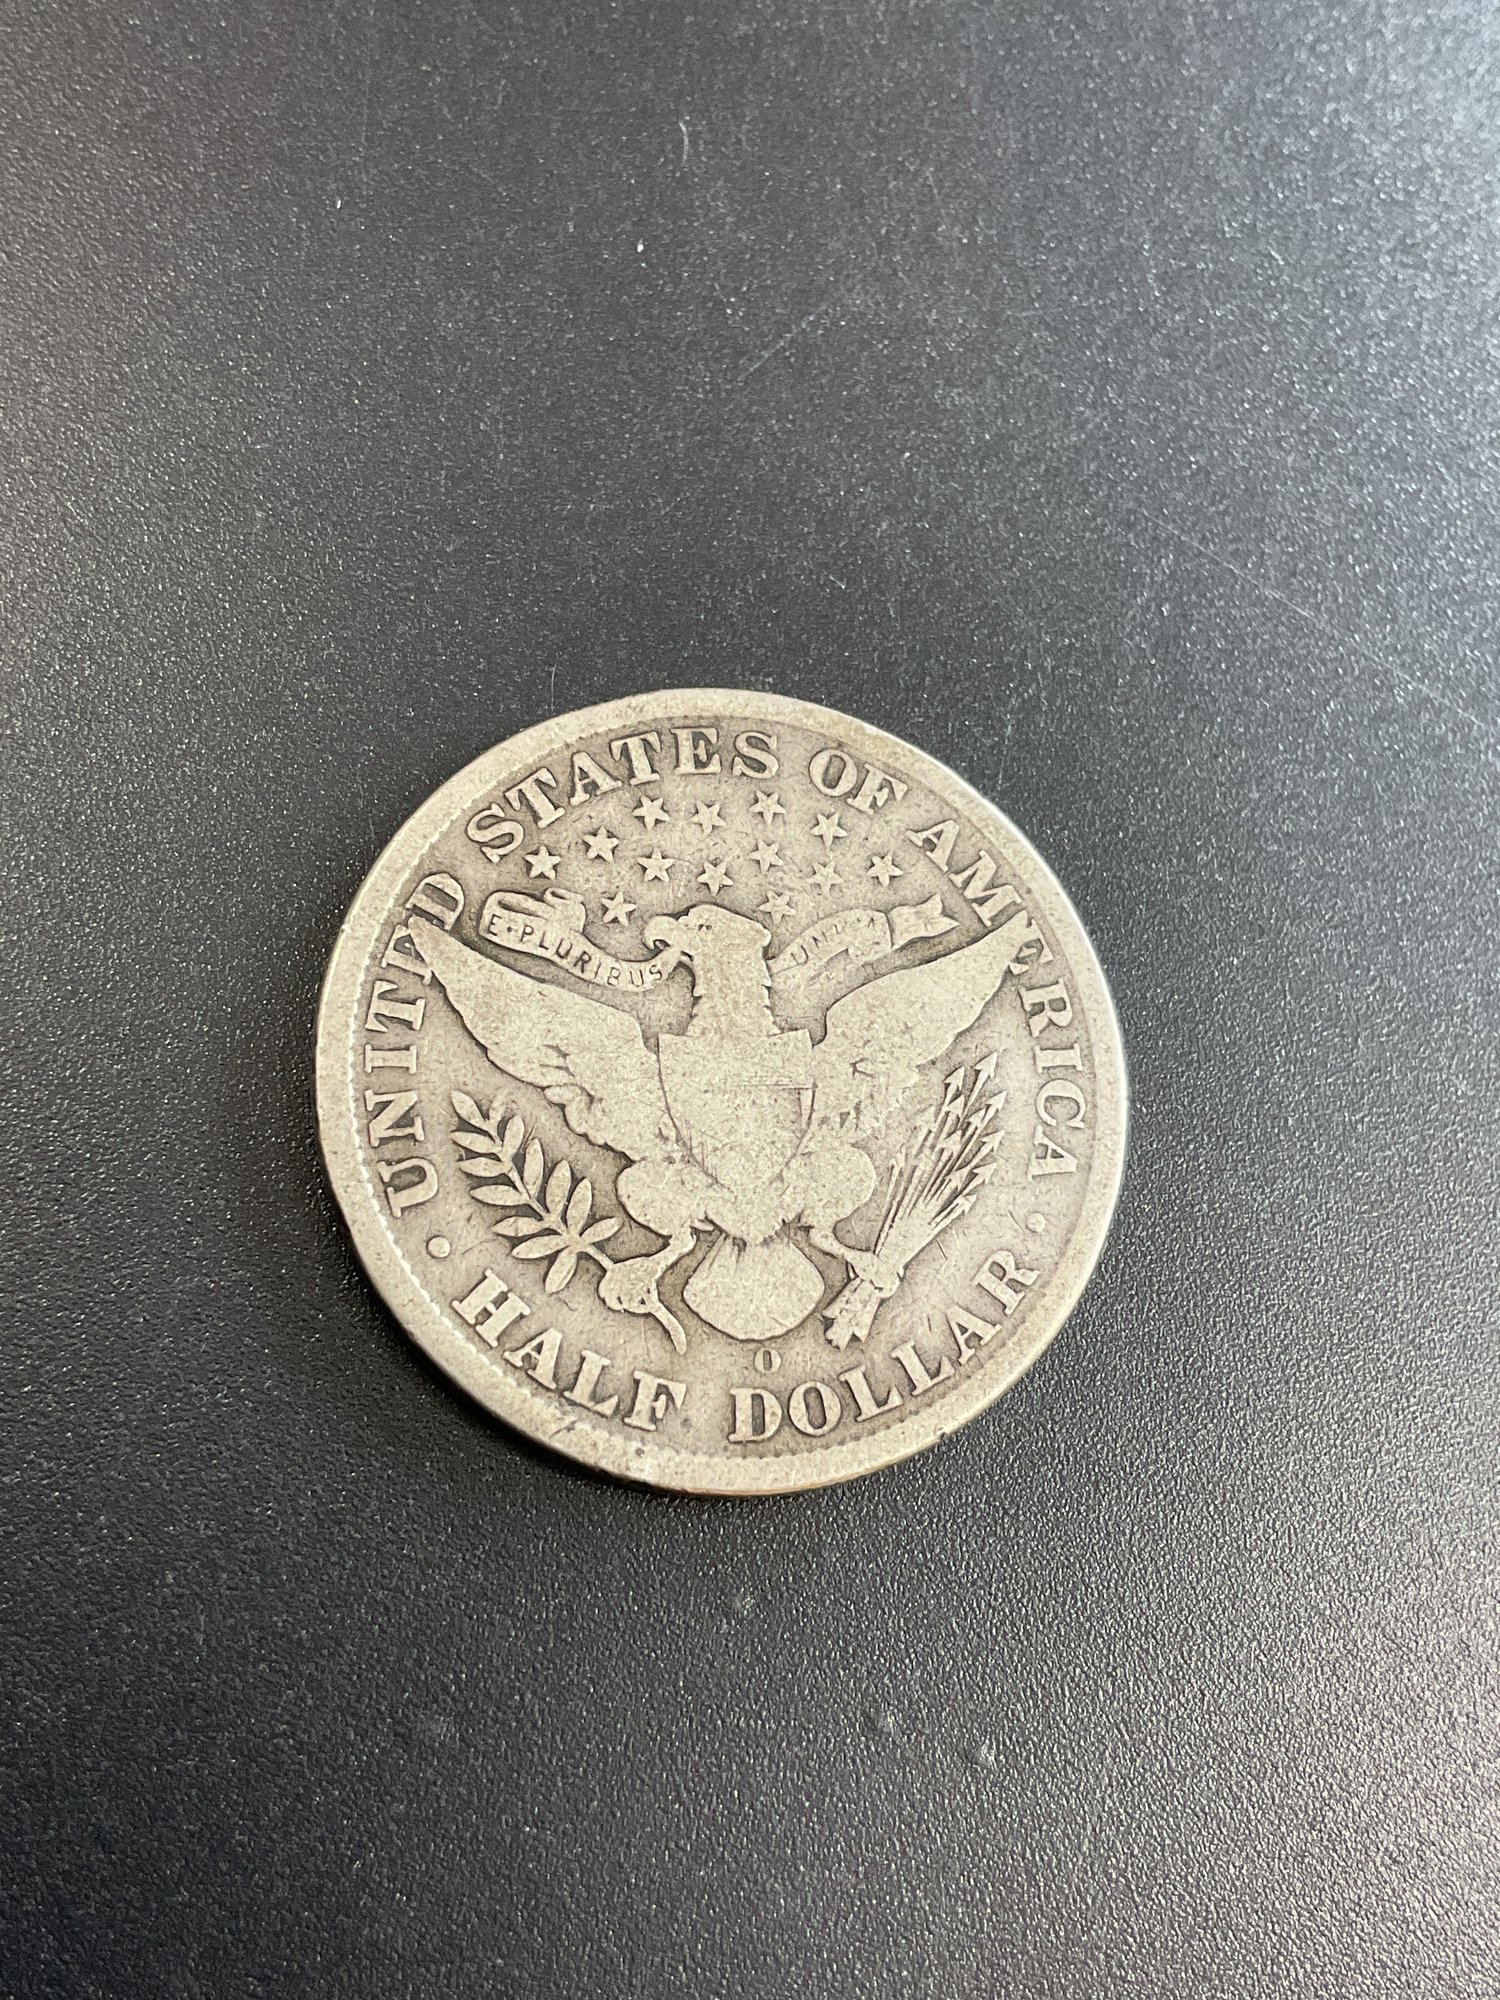 UNITED STATES OF AMERICA
E·PLURIBUS
HALF DOLLAR
O